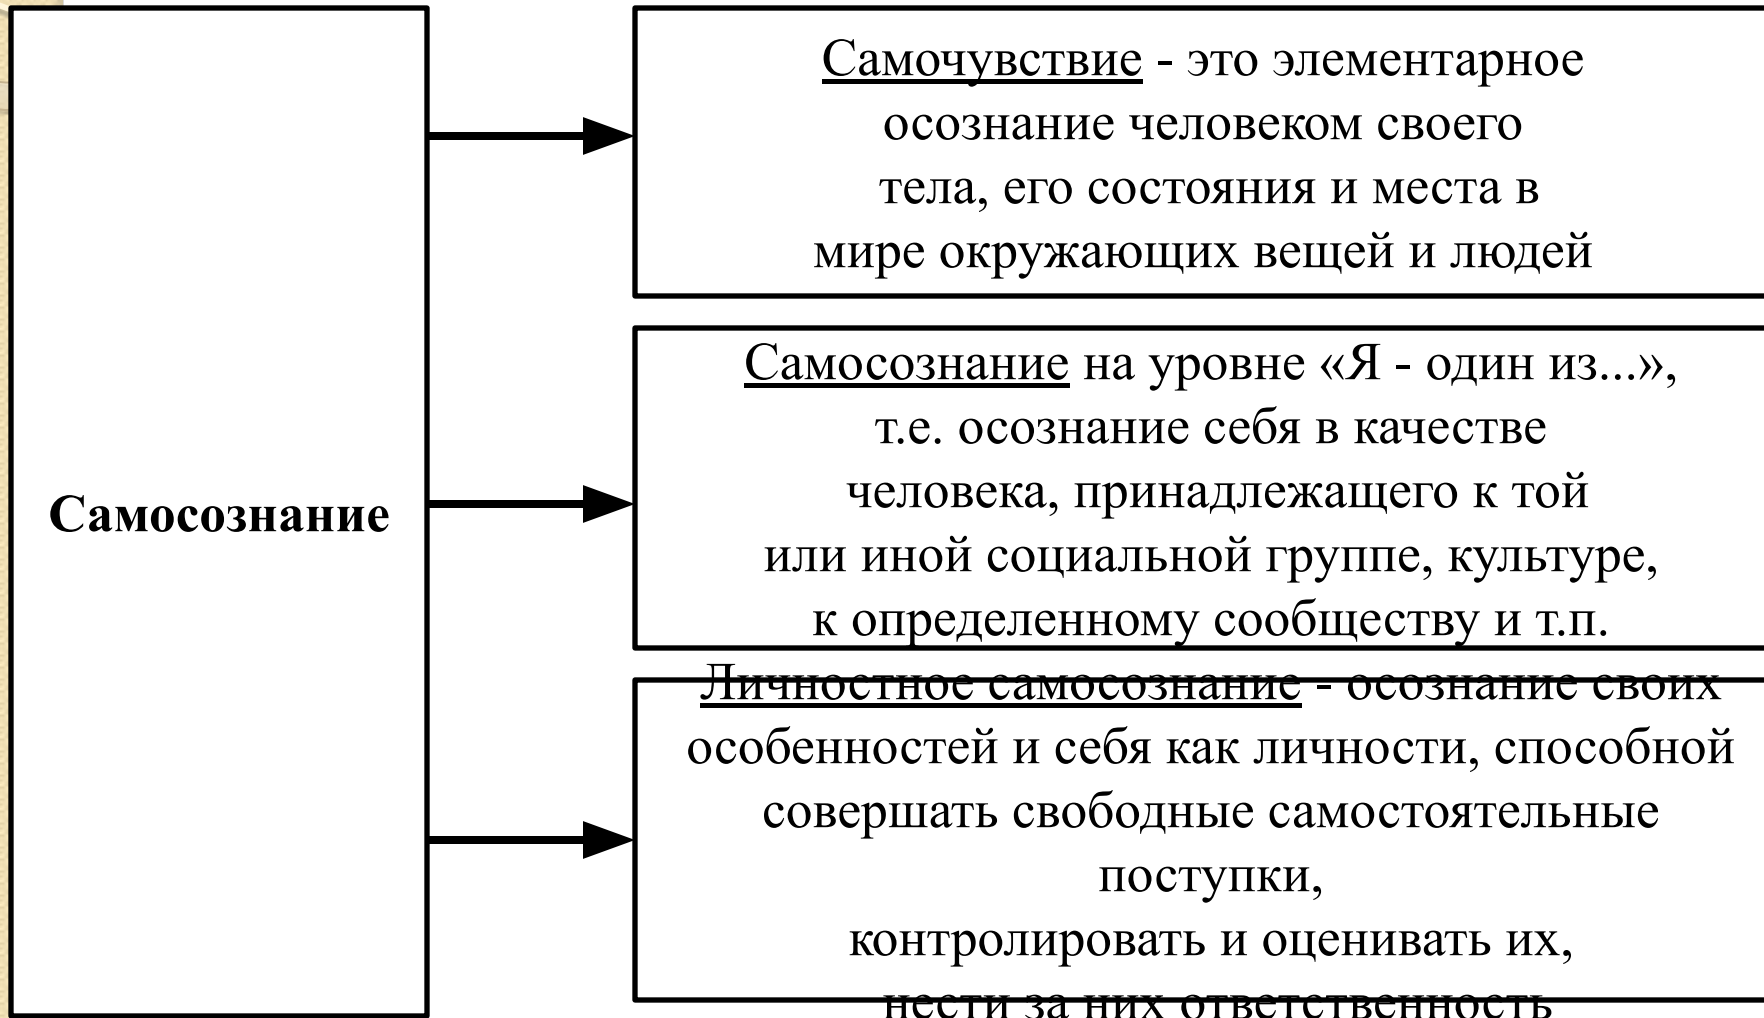 Самосознание
Самочувствие - это элементарное
осознание человеком своего
тела, его состояния и места в
мире окружающих вещей и людей
Самосознание на уровне «Я - один из...»,
т.е. осознание себя в качестве
человека, принадлежащего к той
или иной социальной группе, культуре,
к определенному сообществу и т.п.
Личностное самосознание - осознание своих
особенностей и себя как личности, способной
совершать свободные самостоятельные
поступки,
контролировать и оценивать их,
нести за них ответственность